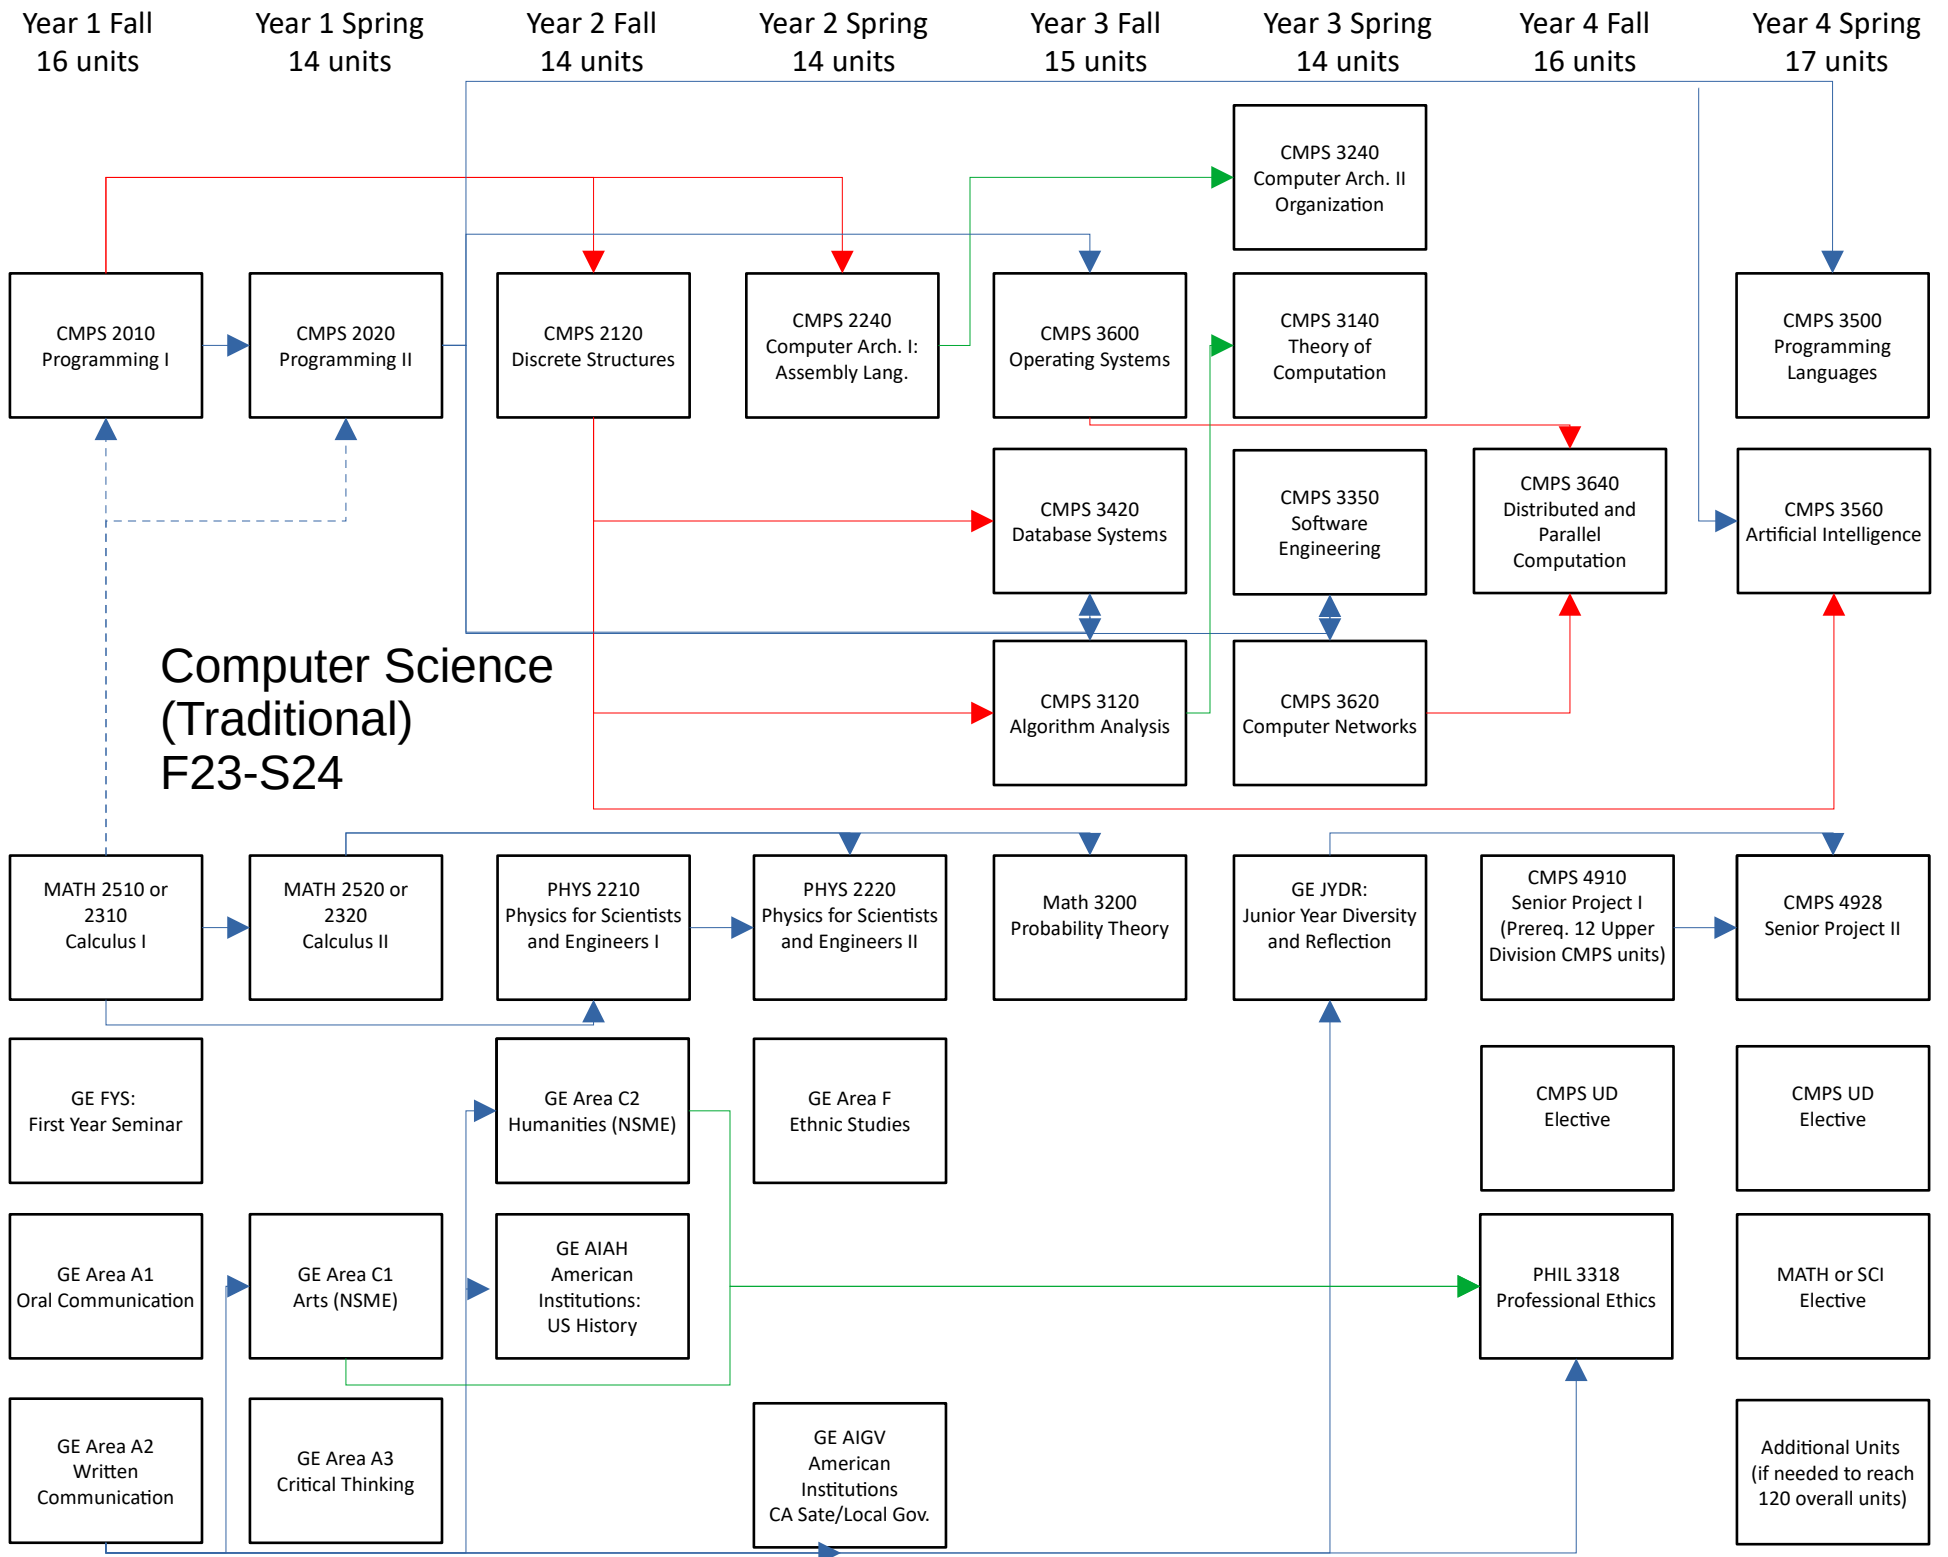 Year 1 Fall
16 units
Year 1 Spring
14 units
Year 2 Fall
14 units
Year 2 Spring
14 units
Year 3 Fall
15 units
Year 3 Spring
14 units
Year 4 Fall
16 units
Year 4 Spring
17 units
CMPS 3240
Computer Arch. II
Organization
CMPS 2010
Programming I
CMPS 2020
Programming II
CMPS 2120
Discrete Structures
CMPS 2240
Computer Arch. I:
Assembly Lang.
CMPS 3600
Operating Systems
CMPS 3140
Theory of
Computation
CMPS 3500
Programming
Languages
CMPS 3420
Database Systems
CMPS 3350
Software
Engineering
CMPS 3640
Distributed and
Parallel
Computation
CMPS 3560
Artificial Intelligence
Computer Science
(Traditional)
F23-S24
CMPS 3120
Algorithm Analysis
CMPS 3620
Computer Networks
MATH 2510 or
2310
Calculus I
MATH 2520 or
2320
Calculus II
PHYS 2210
Physics for Scientists
and Engineers I
PHYS 2220
Physics for Scientists
and Engineers II
Math 3200
Probability Theory
GE JYDR:
Junior Year Diversity
and Reflection
CMPS 4910
Senior Project I
(Prereq. 12 Upper
Division CMPS units)
CMPS 4928
Senior Project II
GE FYS:
First Year Seminar
GE Area C2
Humanities (NSME)
GE Area F
Ethnic Studies
CMPS UD
Elective
CMPS UD
Elective
GE Area A1
Oral Communication
GE Area C1
Arts (NSME)
GE AIAH
American
Institutions:
US History
PHIL 3318
Professional Ethics
MATH or SCI
Elective
GE Area A2
Written
Communication
GE Area A3
Critical Thinking
GE AIGV
American
Institutions
CA Sate/Local Gov.
Additional Units
(if needed to reach
120 overall units)